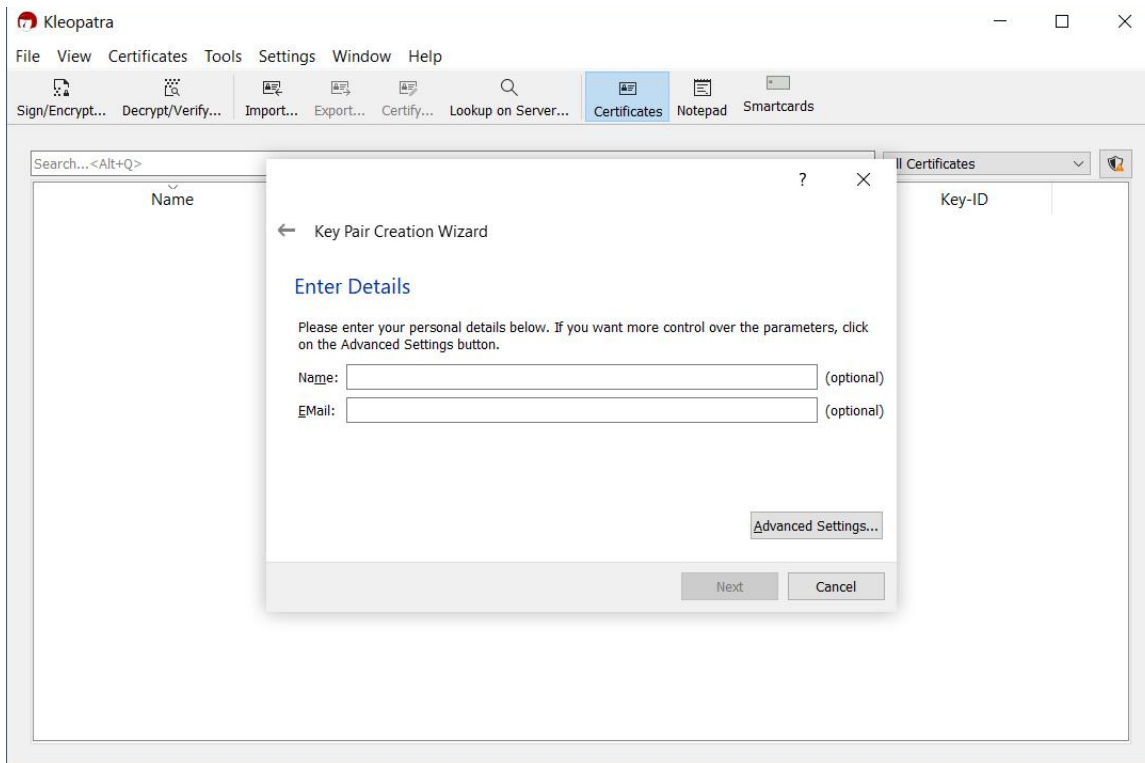 Kleopatra
File View Certificates Tools Settings Window Help
Sign/Encrypt... Decrypt/Verify... Import... Export... Certify... Lookup on Server... Certificates Notepad Smartcards
Search...<Alt+Q> ll Certificates
Name Key-ID
?
Key Pair Creation Wizard
Enter Details
Please enter your personal details below. If you want more control over the parameters, click
on the Advanced Settings button.
Name: (optional)
EMail: (optional)
Advanced Settings...
Next Cancel